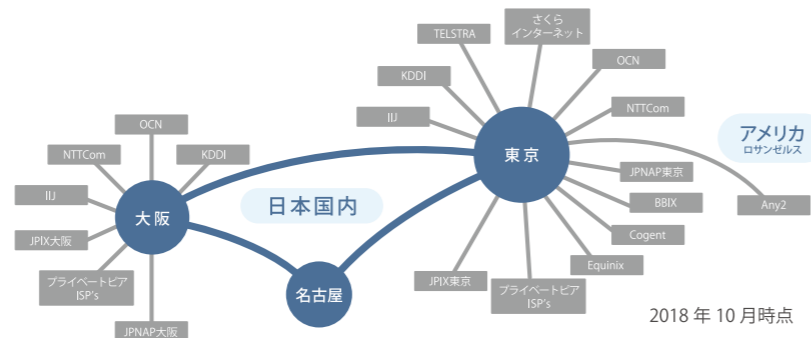 さくら
インターネット
TELSTRA
OCN
KDDI
NTTCom
IIJ
アメリカ
ロサンゼルス
OCN
NTTCom
KDDI
東京
JPNAP東京
IIJ
日本国内
BBIX
Any2
大阪
JPIX大阪
Cogent
Equinix
プライベートピア
ISP's
名古屋
JPIX東京
プライベートピア
ISP's
JPNAP大阪
2018 年 10 月時点